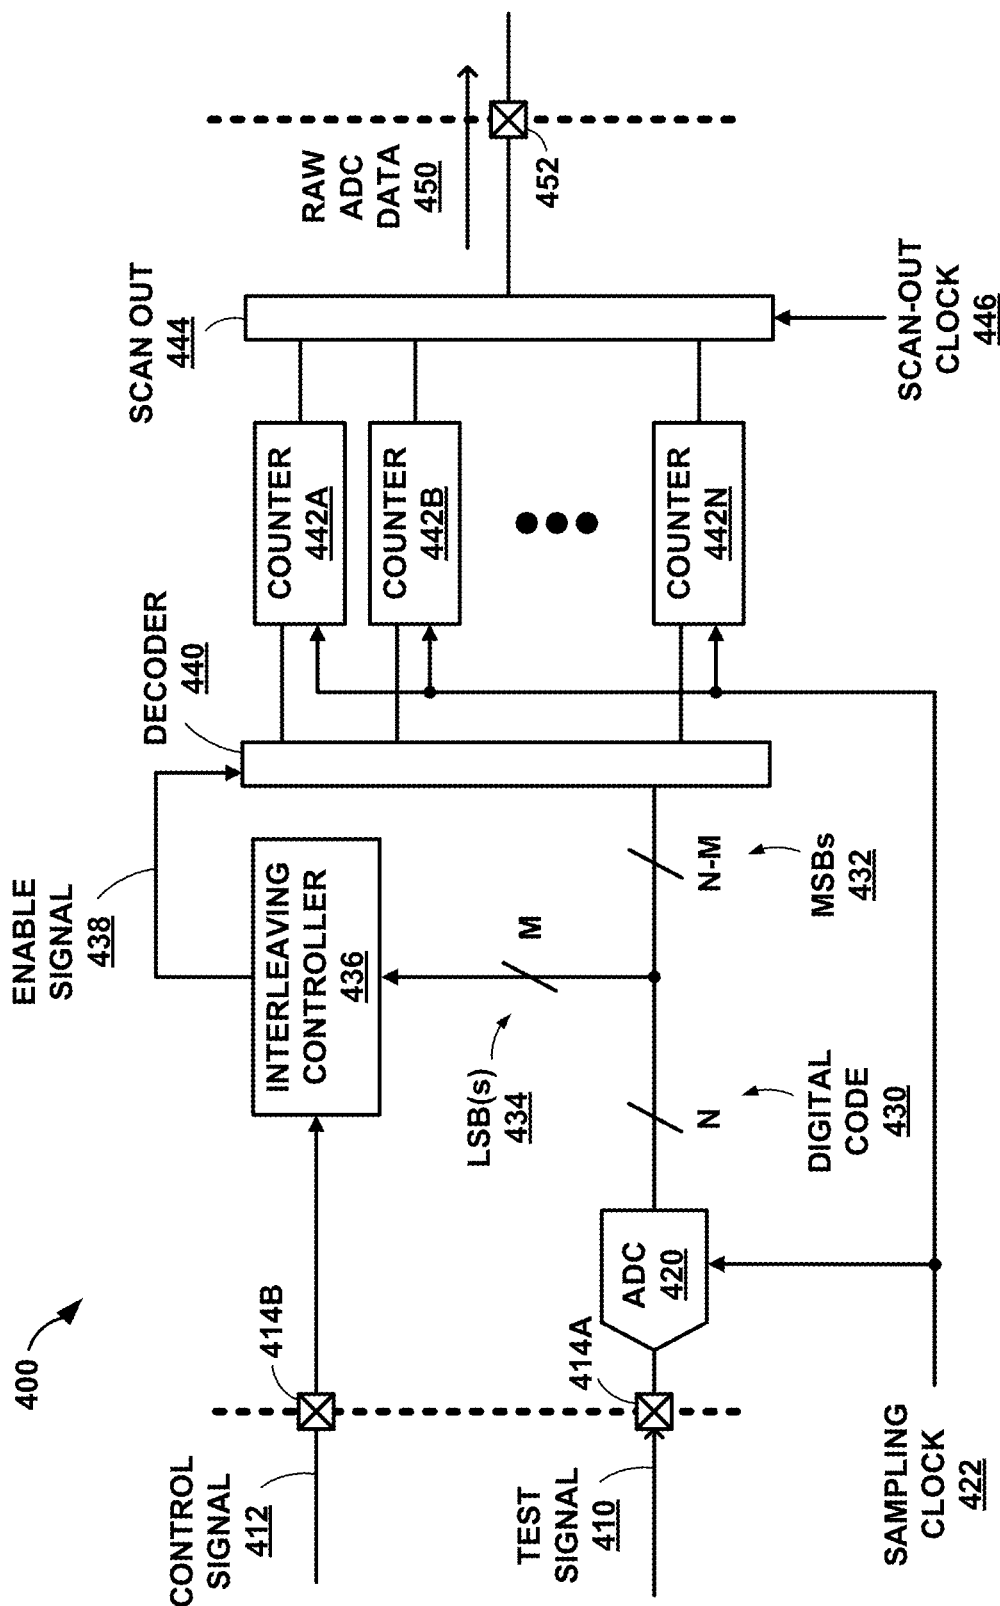 400
CONTROL
SIGNAL
412
414B
TEST
SIGNAL
410
414A
SAMPLING
CLOCK
422
ADC
420
DIGITAL
CODE
430
N
LSB(s)
434
M
INTERLEAVING
CONTROLLER
436
ENABLE
SIGNAL
438
N-M
MSBs
432
DECODER
440
COUNTER
442A
COUNTER
442B
COUNTER
442N
SCAN OUT
444
SCAN-OUT
CLOCK
446
RAW
ADC
DATA
450
452